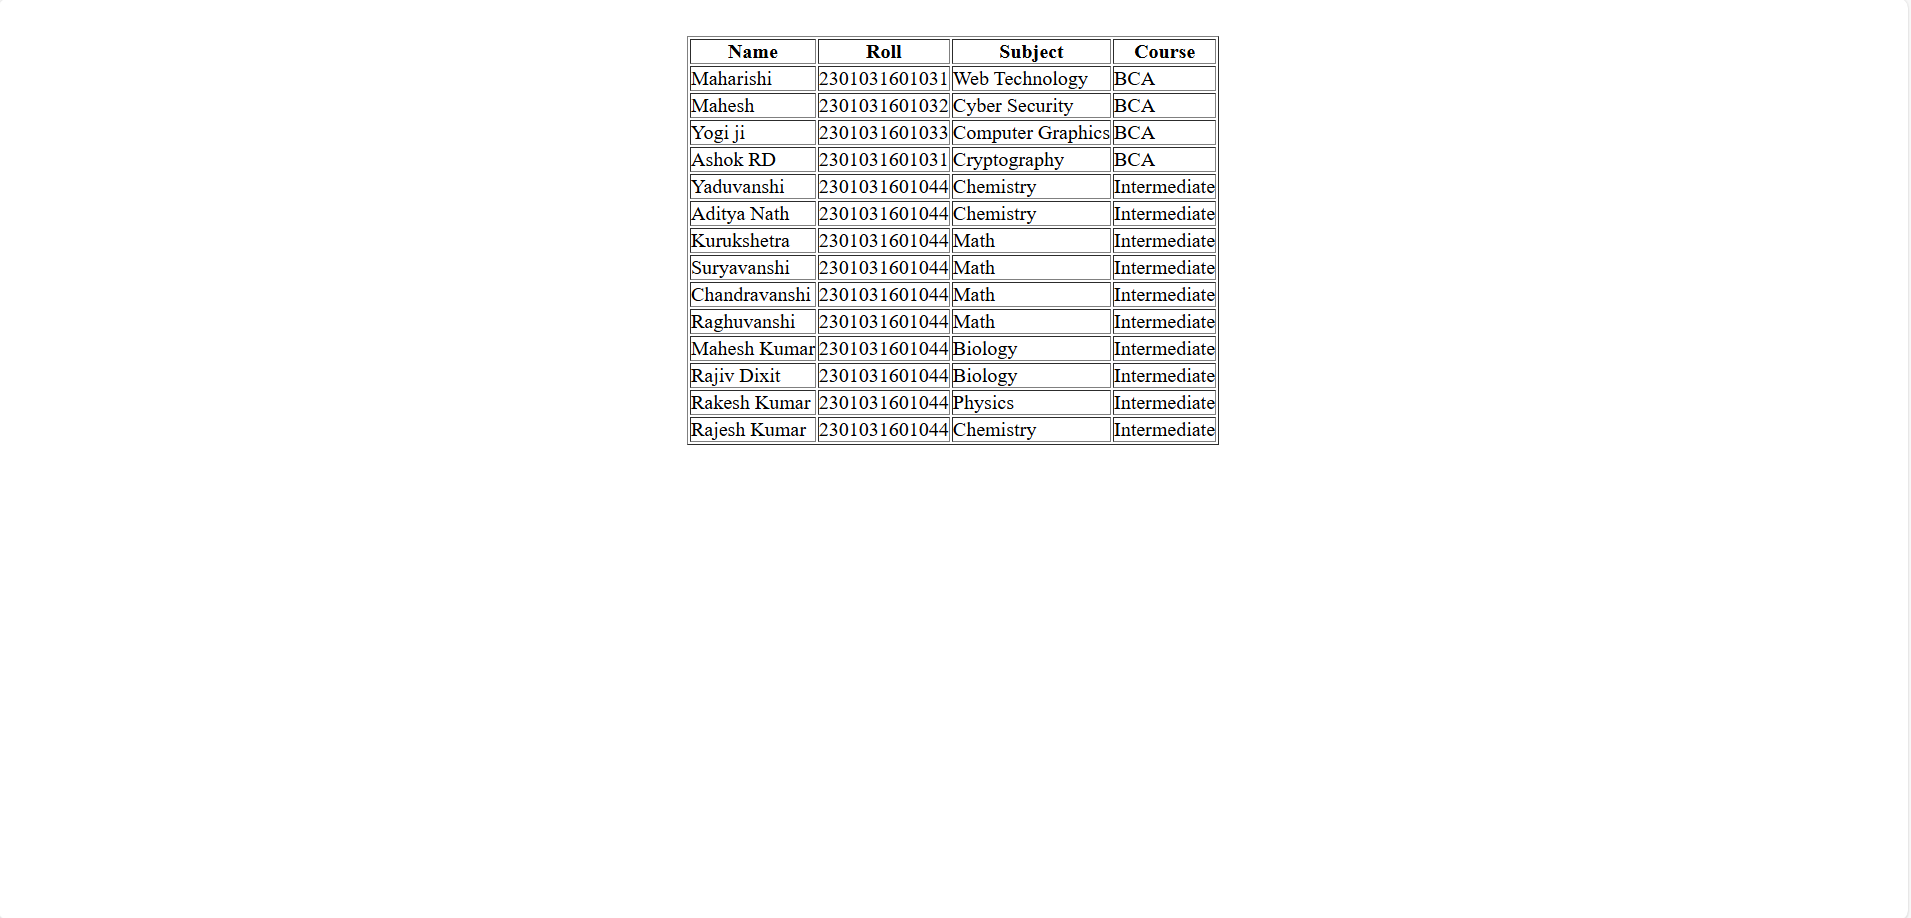 Name Roll Subject Course
Maharishi 2301031601031 Web Technology BCA
Mahesh 2301031601032 Cyber Security BCA
Yogi ji 2301031601033 Computer Graphics BCA
Ashok RD 2301031601031 Cryptography BCA
Yaduvanshi 2301031601044 Chemistry Intermediate
Aditya Nath 2301031601044 Chemistry Intermediate
Kurukshetra 2301031601044 Math Intermediate
Suryavanshi 2301031601044 Math Intermediate
Chandravanshi 2301031601044 Math Intermediate
Raghuvanshi 2301031601044 Math Intermediate
Mahesh Kumar 2301031601044 Biology Intermediate
Rajiv Dixit 2301031601044 Biology Intermediate
Rakesh Kumar 2301031601044 Physics Intermediate
Rajesh Kumar 2301031601044 Chemistry Intermediate